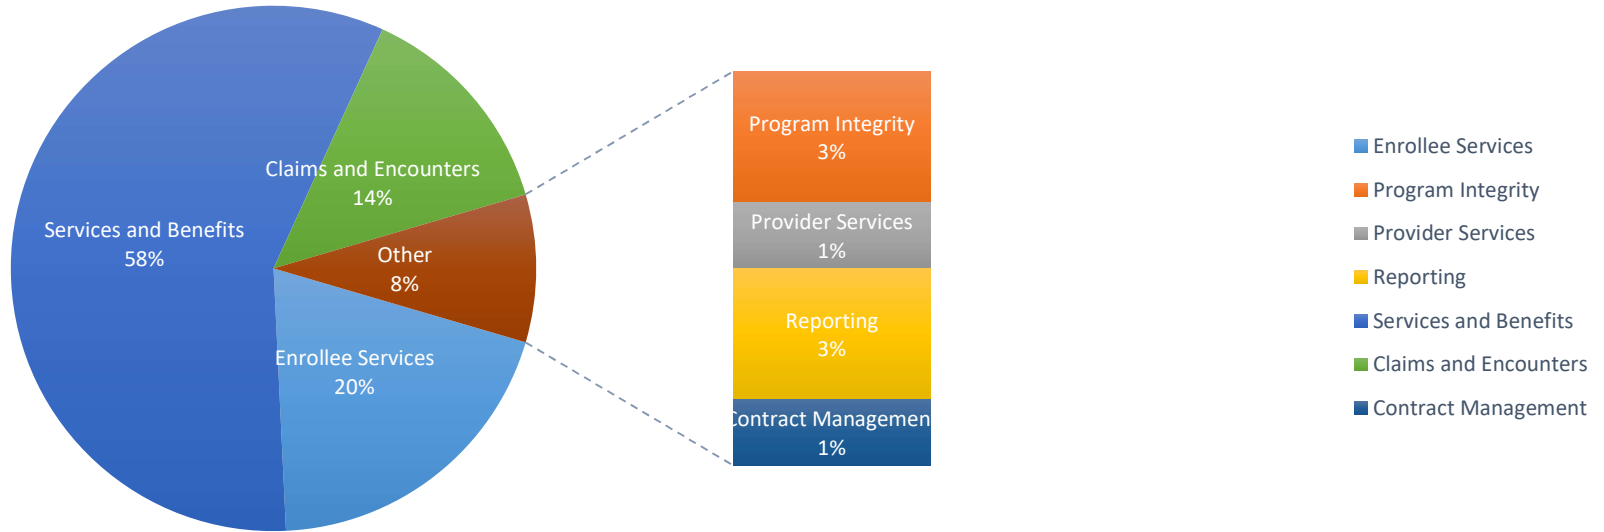 Services and Benefits
58%
Claims and Encounters
14%
Other
8%
Enrollee Services
20%
Program Integrity
3%
Provider Services
1%
Reporting
3%
Contract Management
1%
Enrollee Services
Program Integrity
Provider Services
Reporting
Services and Benefits
Claims and Encounters
Contract Management